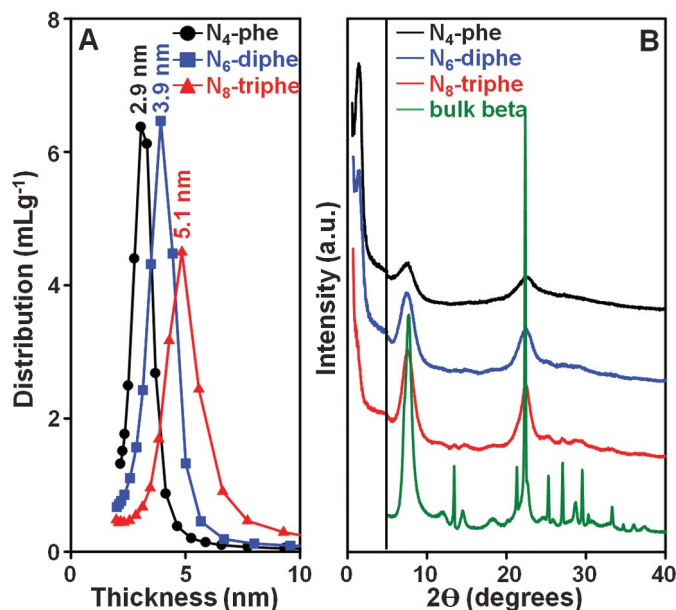 A
N₄-phe
N₆-diphe
N₈-triphe
2.9 nm
3.9 nm
5.1 nm
Distribution (mLg⁻¹)
8
6
4
2
0
0
5
10
Thickness (nm)
B
N₄-phe
N₆-diphe
N₈-triphe
bulk beta
Intensity (a.u.)
0
10
20
30
40
2Θ (degrees)